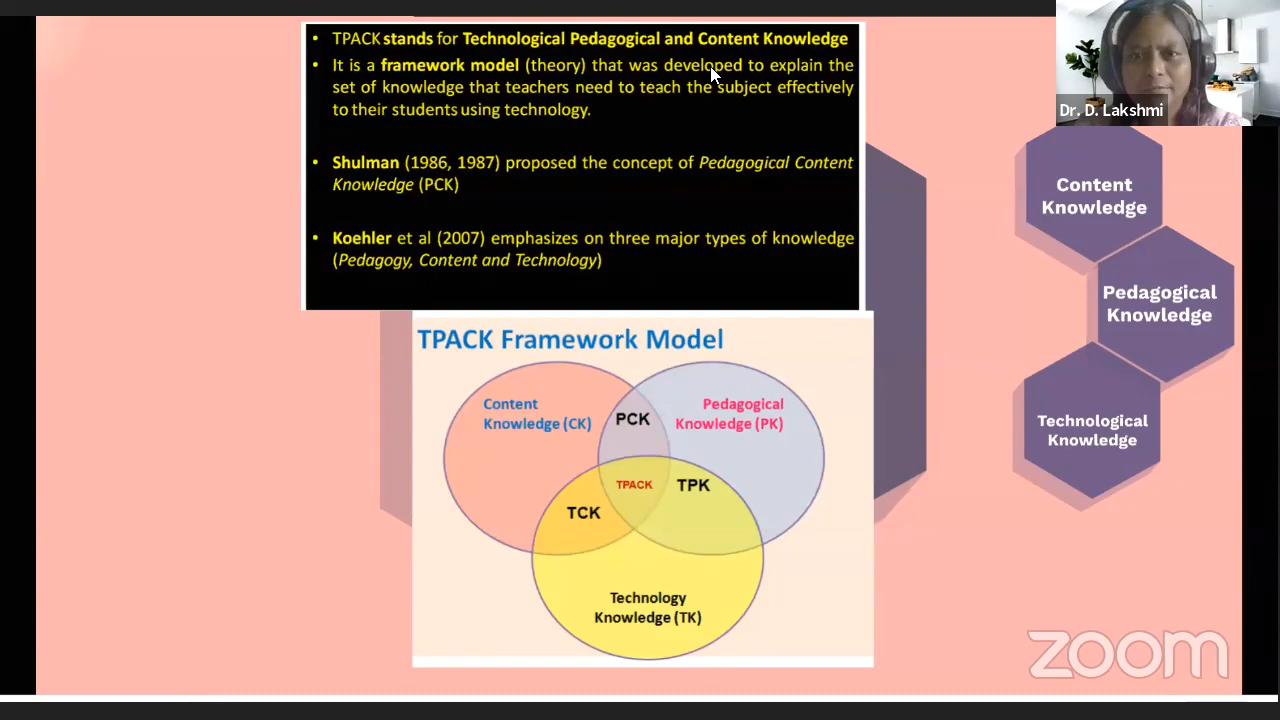 • TPACK stands for Technological Pedagogical and Content Knowledge
• It is a framework model (theory) that was developed to explain the
set of knowledge that teachers need to teach the subject effectively
to their students using technology.
• Shulman (1986, 1987) proposed the concept of Pedagogical Content
Knowledge (PCK)
• Koehler et al (2007) emphasizes on three major types of knowledge
(Pedagogy, Content and Technology)
Dr. D. Lakshmi
Content
Knowledge
Pedagogical
Knowledge
Technological
Knowledge
TPACK Framework Model
Content
Knowledge (CK)
PCK
Pedagogical
Knowledge (PK)
TPACK
TPK
TCK
Technology
Knowledge (TK)
zoom